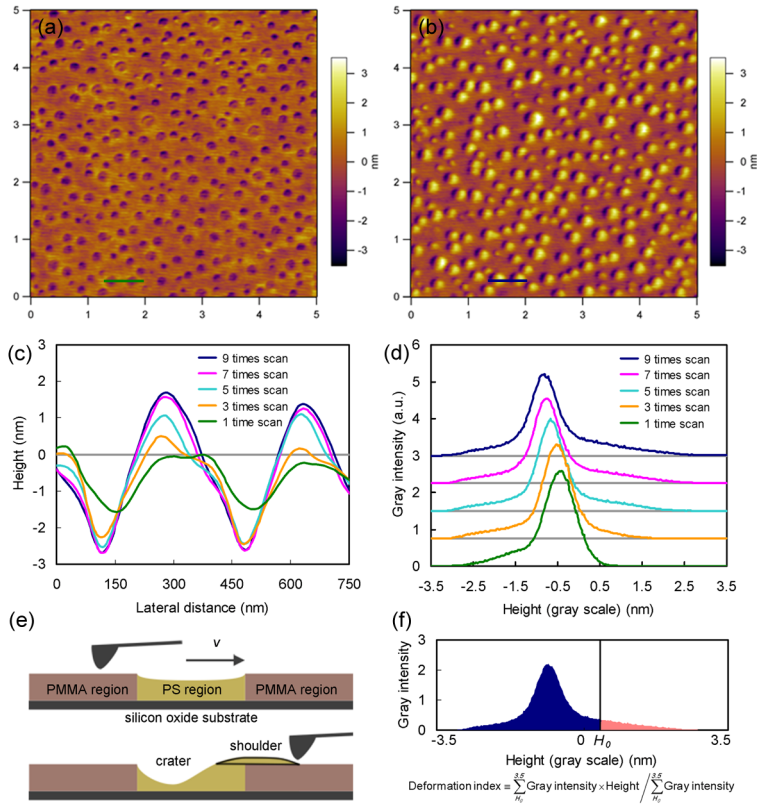 (a)
5
4
3
2
1
0
0
1
2
3
4
5
3
2
1
0
-1
-2
-3
nm
(b)
5
4
3
2
1
0
0
1
2
3
4
5
3
2
1
0
-1
-2
-3
nm
(c)
2
1
0
-1
-2
-3
Height (nm)
9 times scan
7 times scan
5 times scan
3 times scan
1 time scan
0
150
300
450
600
750
Lateral distance (nm)
(d)
6
5
4
3
2
1
0
Gray intensity (a.u.)
9 times scan
7 times scan
5 times scan
3 times scan
1 time scan
-3.5
-2.5
-1.5
-0.5
0.5
1.5
2.5
3.5
Height (gray scale) (nm)
(e)
v
PMMA region
PS region
PMMA region
silicon oxide substrate
crater
shoulder
(f)
3
2
1
0
Gray intensity
-3.5
0
H₀
3.5
Height (gray scale) (nm)
Deformation index = ∑ H₀ 3.5 Gray intensity × Height / ∑ H₀ 3.5 Gray intensity